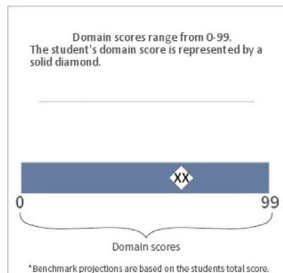 Domain scores range from 0-99.
The student's domain score is represented by a
solid diamond.
XX
0 99
Domain scores
*Benchmark projections are based on the students total score.